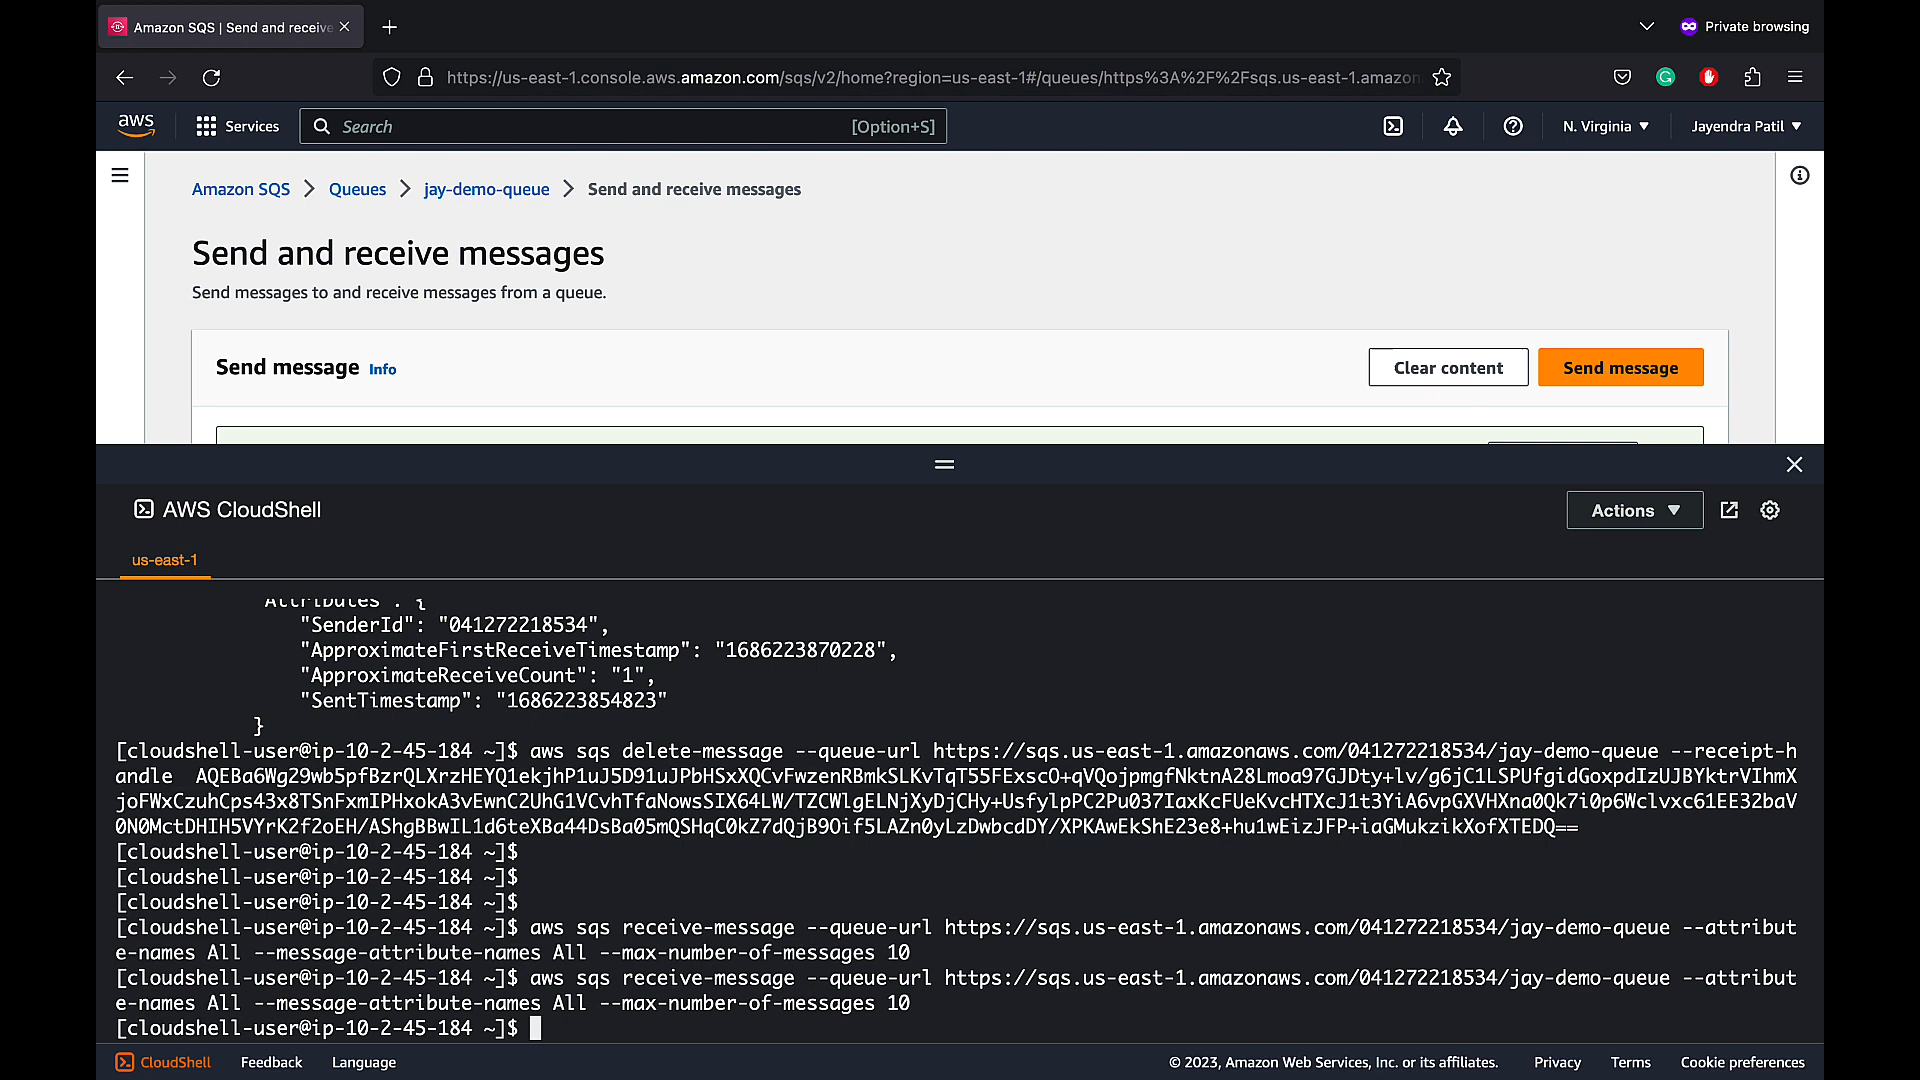 Amazon SQS | Send and receive
Private browsing
https://us-east-1.console.aws.amazon.com/sqs/v2/home?region=us-east-1#/queues/https%3A%2F%2Fsqs.us-east-1.amazon
aws Services Search [Option+S] N. Virginia Jayendra Patil
Amazon SQS Queues jay-demo-queue Send and receive messages
Send and receive messages
Send messages to and receive messages from a queue.
Send message Info Clear content Send message
AWS CloudShell Actions
us-east-1
Attributes": {
"SenderId": "041272218534",
"ApproximateFirstReceiveTimestamp": "1686223870228",
"ApproximateReceiveCount": "1",
"SentTimestamp": "1686223854823"
}
[cloudshell-user@ip-10-2-45-184 ~]$ aws sqs delete-message --queue-url https://sqs.us-east-1.amazonaws.com/041272218534/jay-demo-queue --receipt-h
andle AQEBa6Wg29wb5pfBzrQLXrzHEYQ1ekjhP1uJ5D91uJPbHSxXQCvFwzenRBmkSLKvTqT55FExscO+qVQojpmgfNktnA28Lmoa97GJDty+lv/g6jC1LSPUfgidGoxpdIzUJBYktrVIhmX
joFWxCzuhCps43x8TSnFxmIPHxokA3vEwnC2UhG1VCvhTfaNowsSIX64LW/TZCWlgELNjXyDjCHy+UsfylpPC2Pu037IaxKcFUeKvcHTXcJ1t3YiA6vpGXVHXna0Qk7i0p6Wclvxc61EE32baV
0N0MctDHIH5VYrK2f2oEH/AShgBBwIL1d6teXBa44DsBa05mQSHqC0kZ7dQjB9Oif5LAZn0yLzDwbcdDY/XPKAwEkShE23e8+hu1wEizJFP+iaGMukzikXofXTEDQ==
[cloudshell-user@ip-10-2-45-184 ~]$
[cloudshell-user@ip-10-2-45-184 ~]$
[cloudshell-user@ip-10-2-45-184 ~]$
[cloudshell-user@ip-10-2-45-184 ~]$ aws sqs receive-message --queue-url https://sqs.us-east-1.amazonaws.com/041272218534/jay-demo-queue --attribut
e-names All --message-attribute-names All --max-number-of-messages 10
[cloudshell-user@ip-10-2-45-184 ~]$ aws sqs receive-message --queue-url https://sqs.us-east-1.amazonaws.com/041272218534/jay-demo-queue --attribut
e-names All --message-attribute-names All --max-number-of-messages 10
[cloudshell-user@ip-10-2-45-184 ~]$
CloudShell Feedback Language © 2023, Amazon Web Services, Inc. or its affiliates. Privacy Terms Cookie preferences